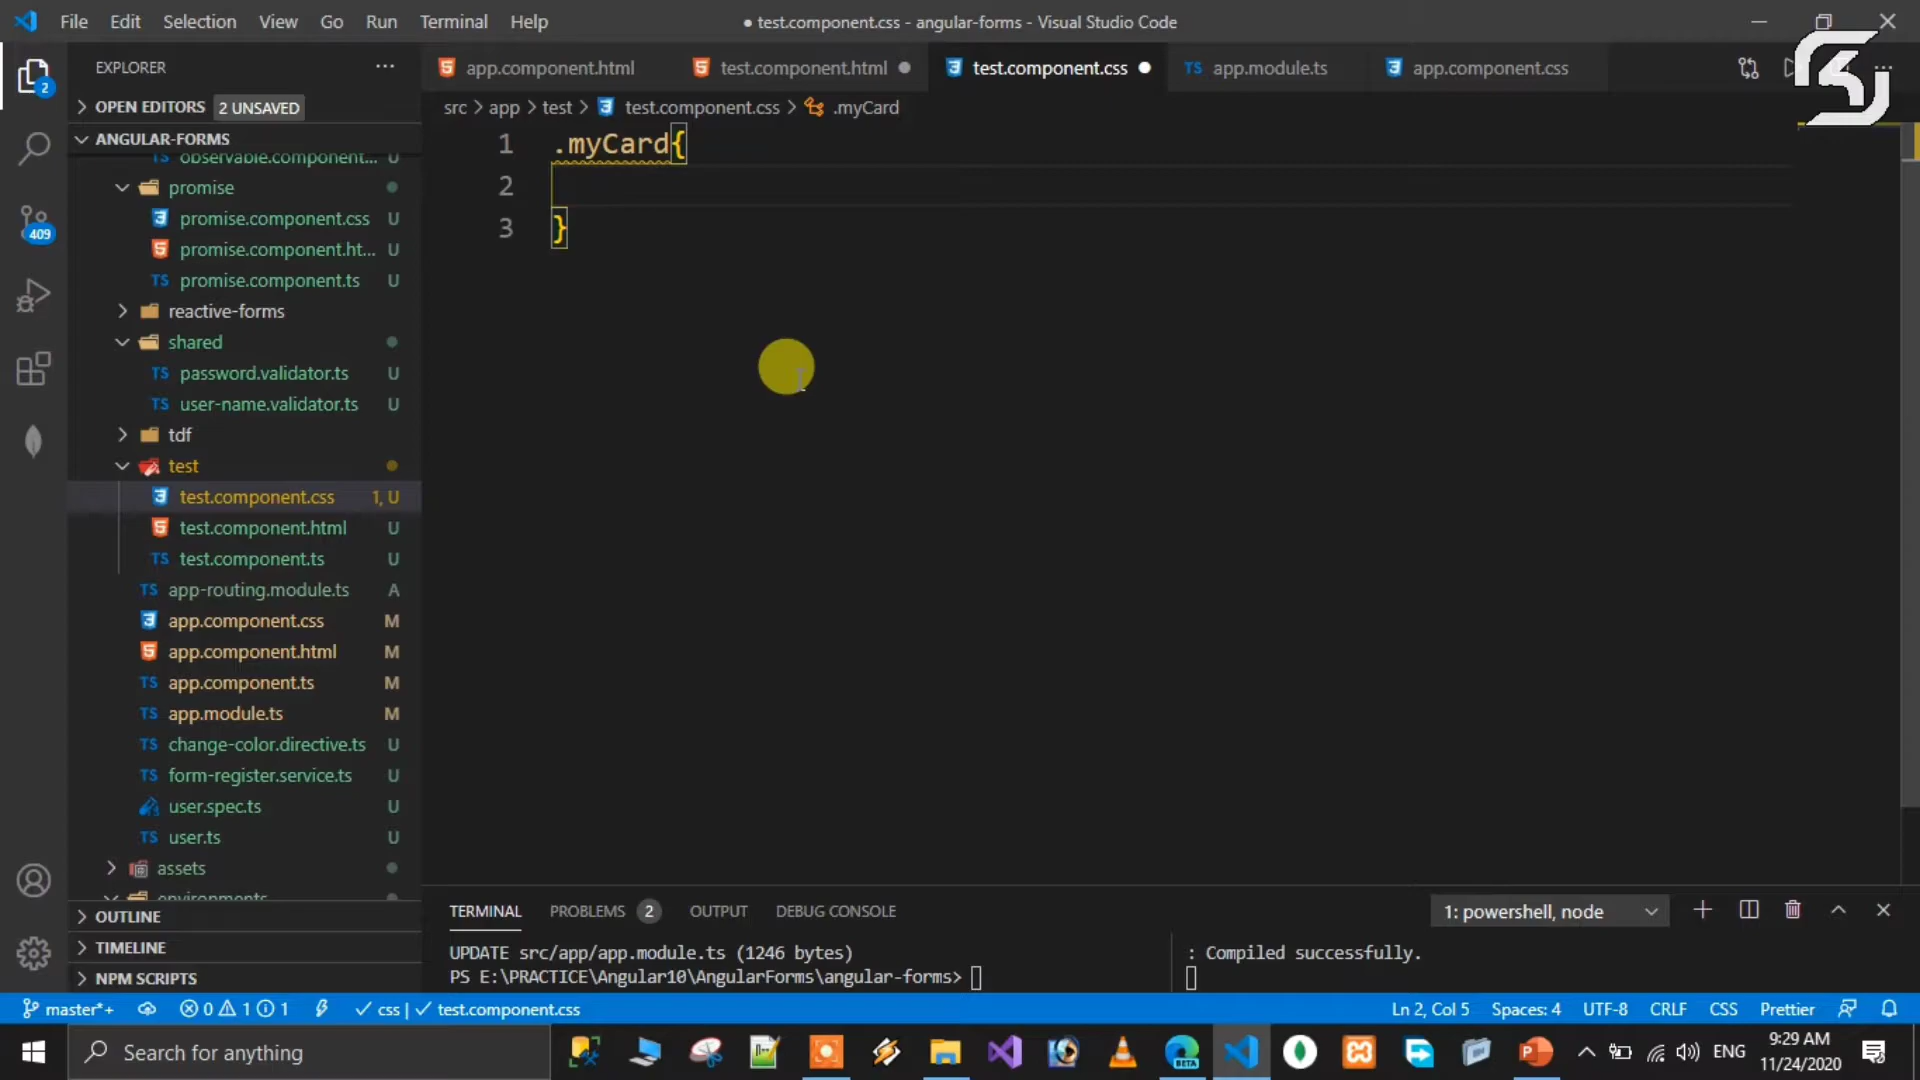 File Edit Selection View Go Run Terminal Help
● test.component.css - angular-forms - Visual Studio Code
EXPLORER
OPEN EDITORS 2 UNSAVED
ANGULAR-FORMS
observable.component... U
promise
promise.component.css U
promise.component.ht... U
promise.component.ts U
reactive-forms
shared
password.validator.ts U
user-name.validator.ts U
tdf
test
test.component.css 1, U
test.component.html U
test.component.ts U
app-routing.module.ts A
app.component.css M
app.component.html M
app.component.ts M
app.module.ts M
change-color.directive.ts U
form-register.service.ts U
user.spec.ts U
user.ts U
assets
environments
OUTLINE
TIMELINE
NPM SCRIPTS
2
409
app.component.html test.component.html test.component.css app.module.ts app.component.css
src > app > test > test.component.css > .myCard
1 .myCard{
2
3 }
TERMINAL PROBLEMS 2 OUTPUT DEBUG CONSOLE
1: powershell, node
UPDATE src/app/app.module.ts (1246 bytes)
PS E:\PRACTICE\Angular10\AngularForms\angular-forms>
: Compiled successfully.
master*+ 0 1 1 css | test.component.css
Ln 2, Col 5 Spaces: 4 UTF-8 CRLF CSS Prettier
Search for anything
BETA
ENG
9:29 AM
11/24/2020